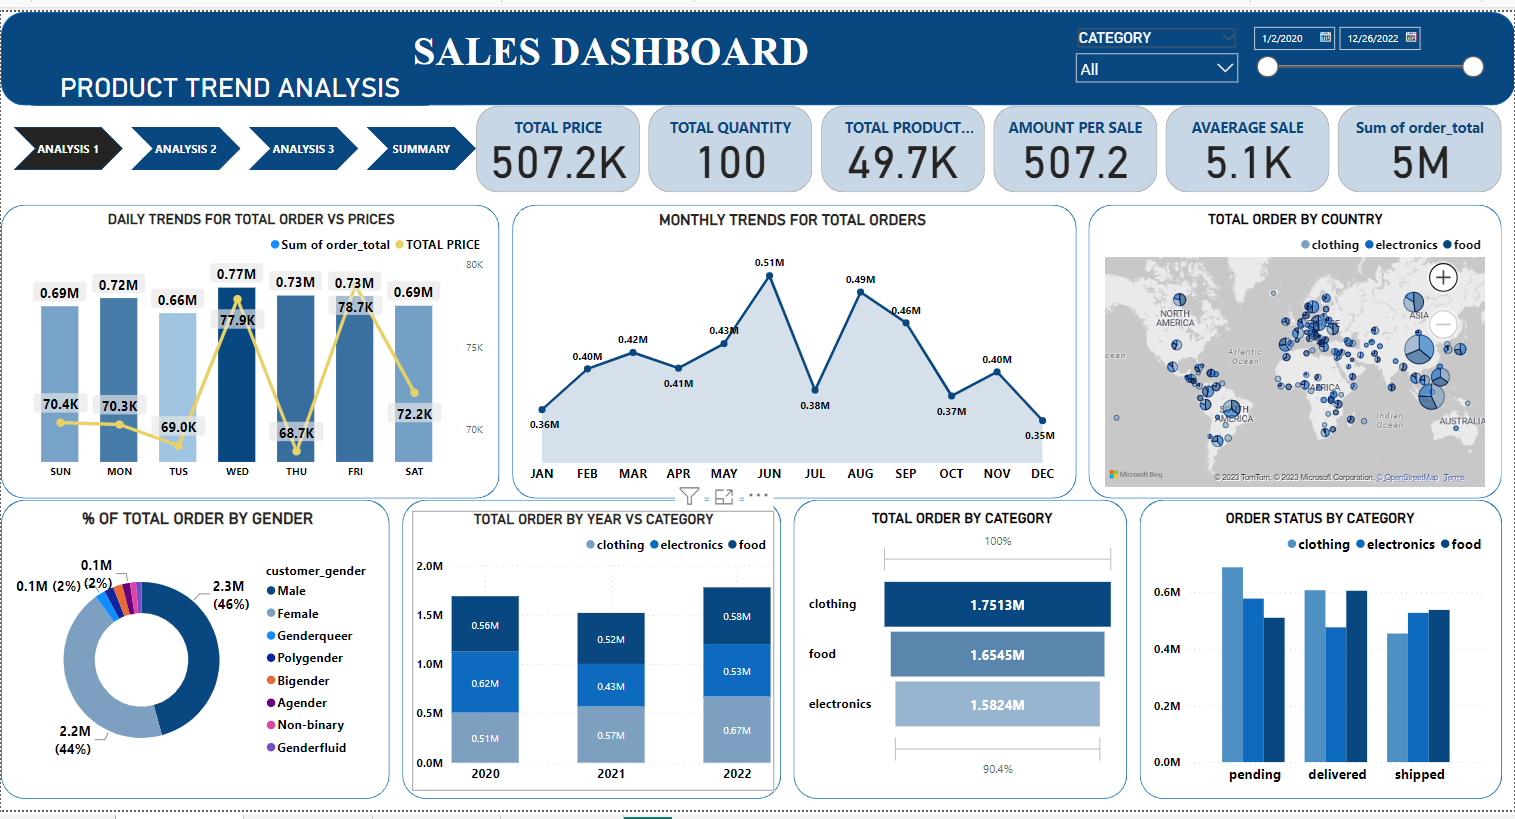 SALES DASHBOARD
PRODUCT TREND ANALYSIS
CATEGORY
All
1/2/2020
12/26/2022
ANALYSIS 1
ANALYSIS 2
ANALYSIS 3
SUMMARY
TOTAL PRICE
507.2K
TOTAL QUANTITY
100
TOTAL PRODUCT...
49.7K
AMOUNT PER SALE
507.2
AVAERAGE SALE
5.1K
Sum of order_total
5M
DAILY TRENDS FOR TOTAL ORDER VS PRICES
Sum of order_total TOTAL PRICE
80K
75K
70K
0.69M 0.72M 0.66M 0.77M 0.73M 0.73M 0.69M
70.4K 70.3K 69.0K 77.9K 68.7K 78.7K 72.2K
SUN MON TUS WED THU FRI SAT
MONTHLY TRENDS FOR TOTAL ORDERS
0.36M 0.40M 0.42M 0.41M 0.43M 0.51M 0.38M 0.49M 0.46M 0.37M 0.40M 0.35M
JAN FEB MAR APR MAY JUN JUL AUG SEP OCT NOV DEC
TOTAL ORDER BY COUNTRY
clothing electronics food
NORTH
AMERICA
ASIA
cean
Atlantic
Ocean
AFRICA
AMERICA
Indian
Ocean
AUSTRALIA
Microsoft Bing
© 2023 TomTom, © 2023 Microsoft Corporation, © OpenStreetMap Terms
% OF TOTAL ORDER BY GENDER
0.1M
(2%)
0.1M (2%)
2.3M
(46%)
2.2M
(44%)
customer_gender
Male
Female
Genderqueer
Polygender
Bigender
Agender
Non-binary
Genderfluid
TOTAL ORDER BY YEAR VS CATEGORY
clothing electronics food
2.0M
1.5M
1.0M
0.5M
0.0M
0.56M 0.52M 0.58M
0.62M 0.43M 0.53M
0.51M 0.57M 0.67M
2020 2021 2022
TOTAL ORDER BY CATEGORY
100%
clothing 1.7513M
food 1.6545M
electronics 1.5824M
90.4%
ORDER STATUS BY CATEGORY
clothing electronics food
0.6M
0.4M
0.2M
0.0M
pending delivered shipped